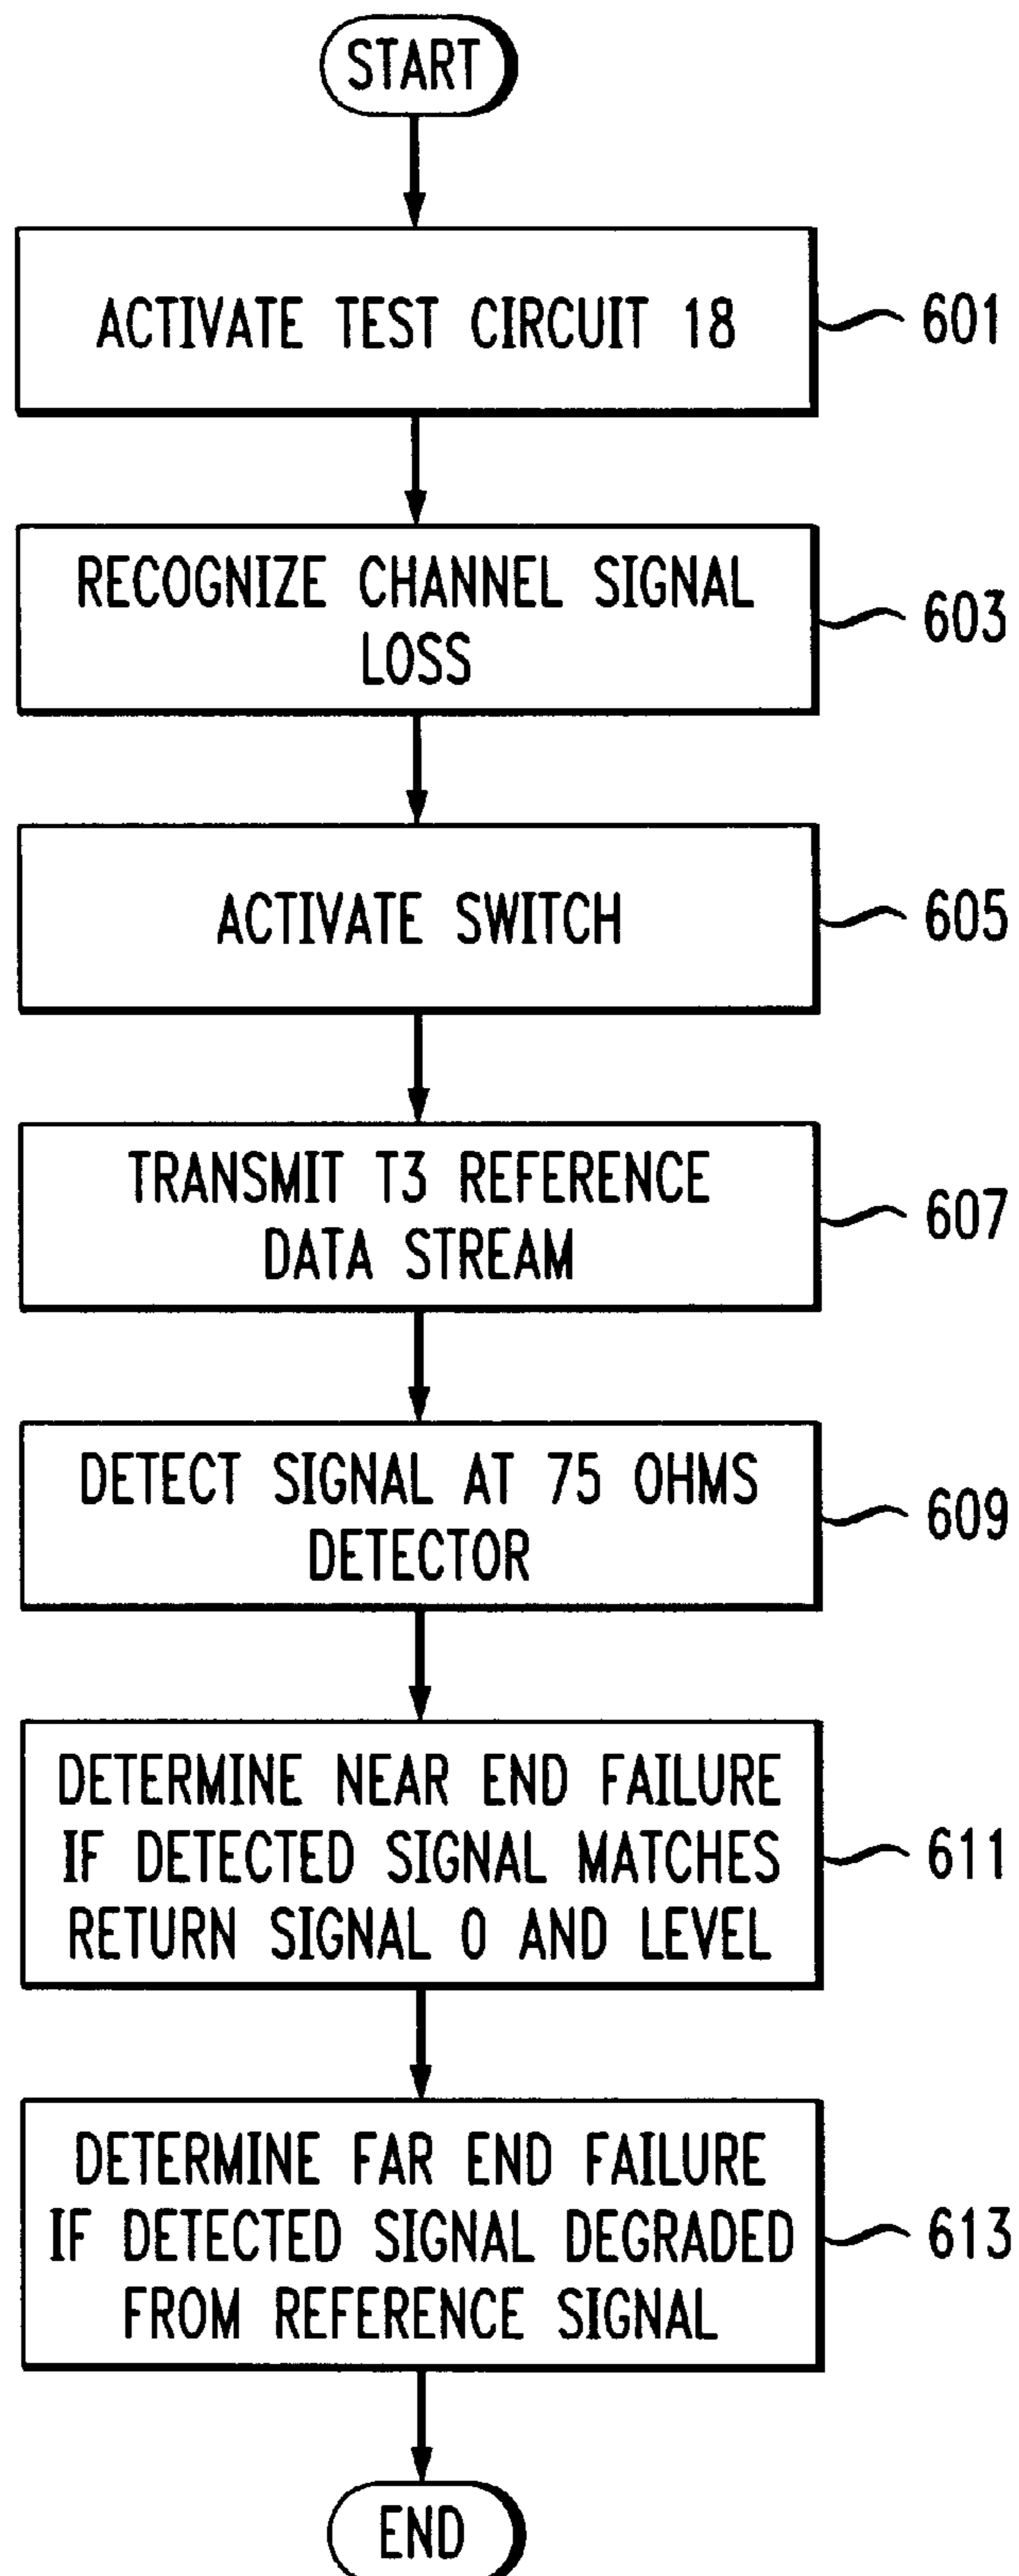 START
ACTIVATE TEST CIRCUIT 18
601
RECOGNIZE CHANNEL SIGNAL
LOSS
603
ACTIVATE SWITCH
605
TRANSMIT T3 REFERENCE
DATA STREAM
607
DETECT SIGNAL AT 75 OHMS
DETECTOR
609
DETERMINE NEAR END FAILURE
IF DETECTED SIGNAL MATCHES
RETURN SIGNAL 0 AND LEVEL
611
DETERMINE FAR END FAILURE
IF DETECTED SIGNAL DEGRADED
FROM REFERENCE SIGNAL
613
END